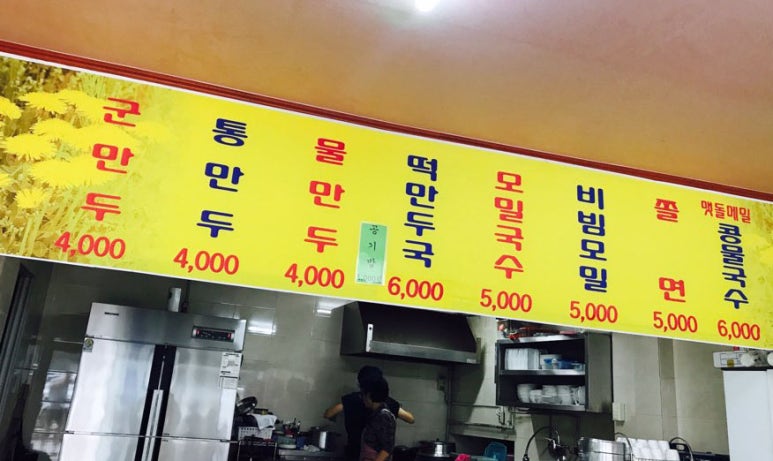 군만두
4,000
통만두
4,000
물만두
4,000
공기밥
떡만두국
6,000
모밀국수
5,000
비빔모밀
5,000
쫄면
5,000
맷돌메밀
콩물국수
6,000